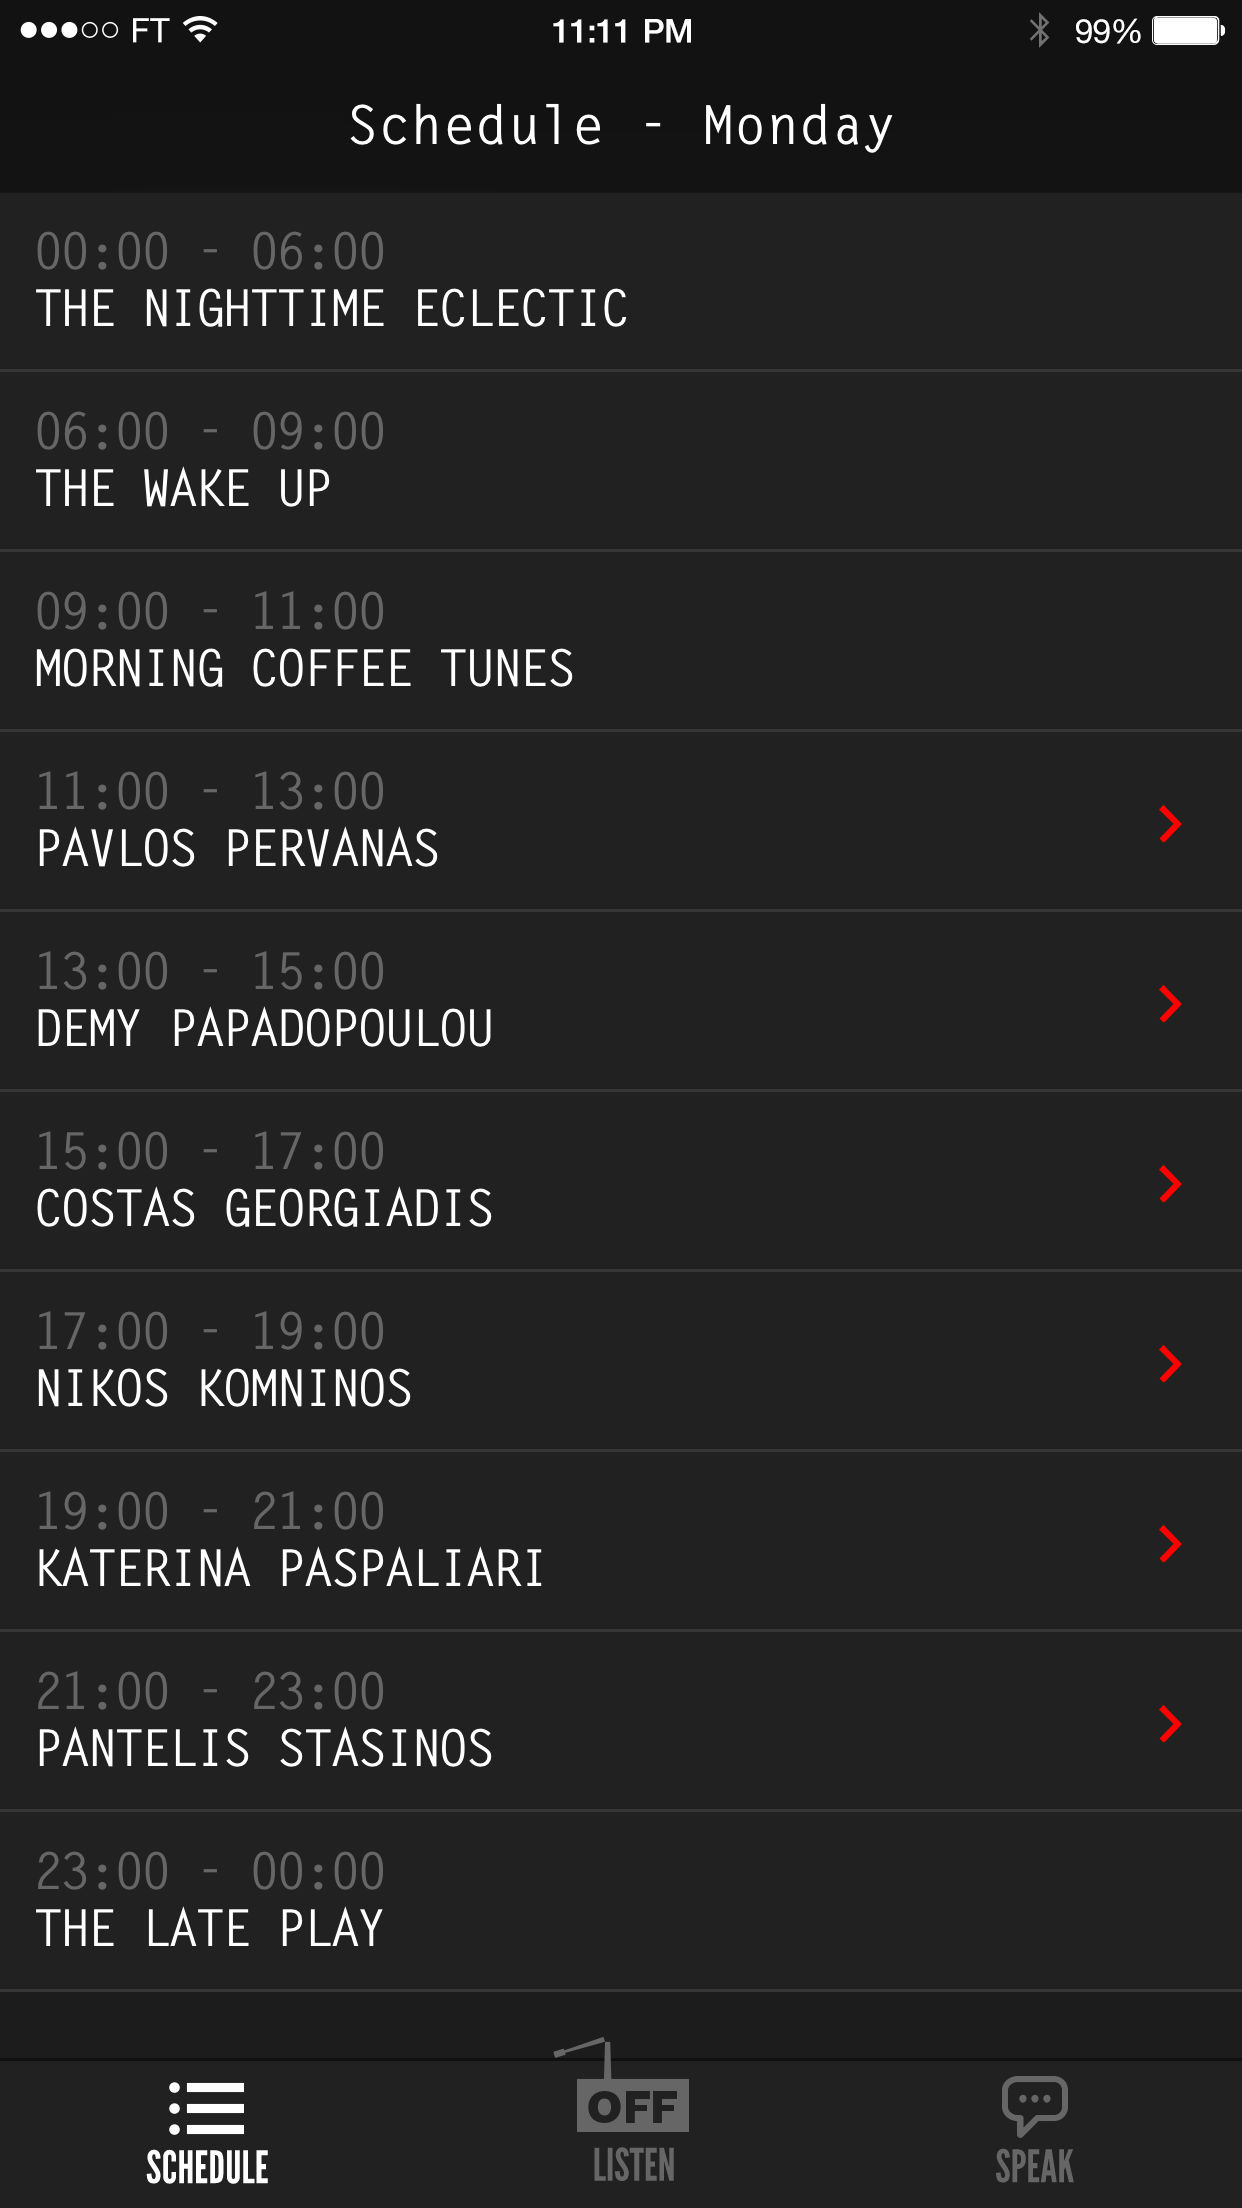 FT 11:11 PM 99%
Schedule - Monday
00:00 - 06:00
THE NIGHTTIME ECLECTIC
06:00 - 09:00
THE WAKE UP
09:00 - 11:00
MORNING COFFEE TUNES
11:00 - 13:00
PAVLOS PERVANAS
13:00 - 15:00
DEMY PAPADOPOULOU
15:00 - 17:00
COSTAS GEORGIADIS
17:00 - 19:00
NIKOS KOMNINOS
19:00 - 21:00
KATERINA PASPALIARI
21:00 - 23:00
PANTELIS STASINOS
23:00 - 00:00
THE LATE PLAY
OFF
SCHEDULE LISTEN SPEAK